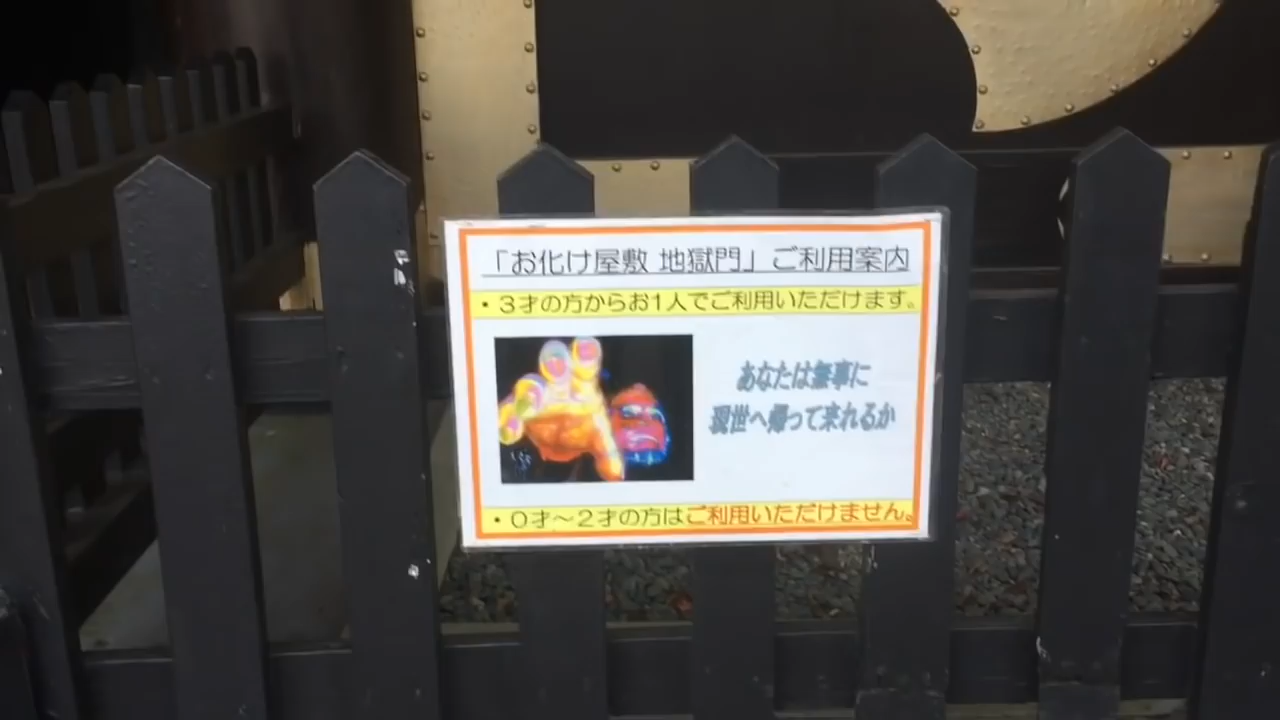 「お化け屋敷 地獄門」ご利用案内
・3才の方からお1人でご利用いただけます。
あなたは無事に
現世へ帰って来れるか
・0才～2才の方はご利用いただけません。